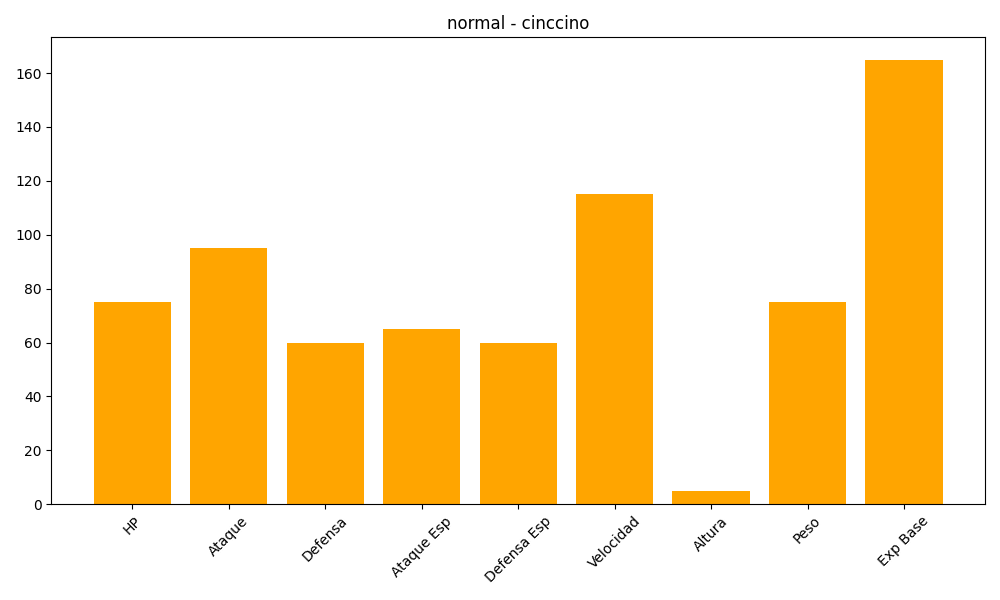 normal - cinccino
160
140
120
100
80
60
40
20
0
HP
Ataque
Defensa
Ataque Esp
Defensa Esp
Velocidad
Altura
Peso
Exp Base